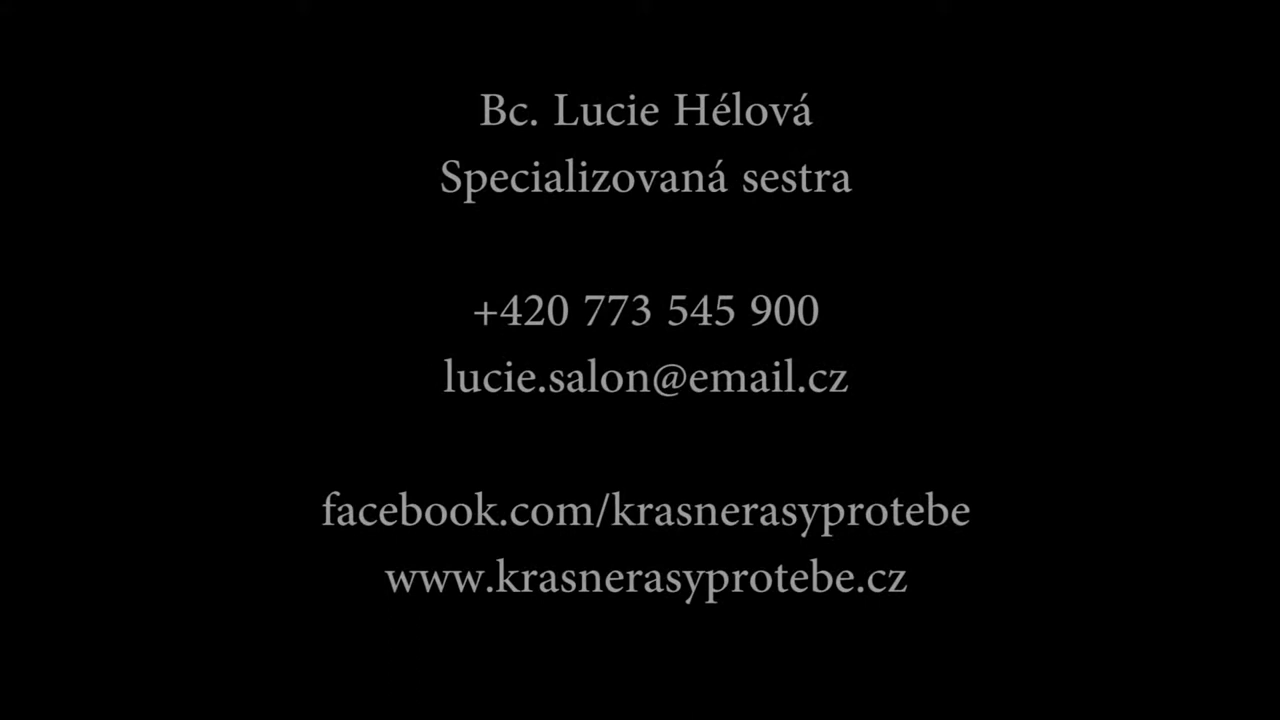 Bc. Lucie Hélová
Specializovaná sestra
+420 773 545 900
lucie.salon@email.cz
facebook.com/krasnerasyprotebe
www.krasnerasyprotebe.cz